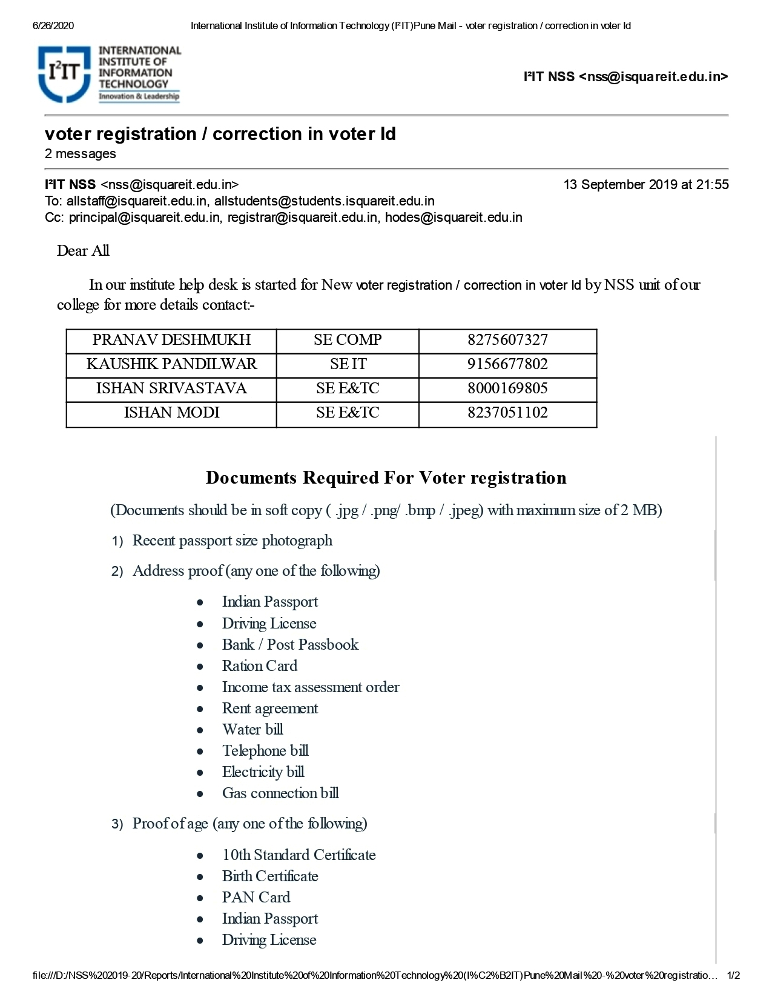 6/26/2020 International Institute of Information Technology (I²IT)Pune Mail - voter registration / correction in voter Id
I²IT
INTERNATIONAL
INSTITUTE OF
INFORMATION
TECHNOLOGY
Innovation & Leadership
I²IT NSS <nss@isquareit.edu.in>
voter registration / correction in voter Id
2 messages
I²IT NSS <nss@isquareit.edu.in> 13 September 2019 at 21:55
To: allstaff@isquareit.edu.in, allstudents@students.isquareit.edu.in
Cc: principal@isquareit.edu.in, registrar@isquareit.edu.in, hodes@isquareit.edu.in
Dear All
In our institute help desk is started for New voter registration / correction in voter Id by NSS unit of our
college for more details contact:-
PRANAV DESHMUKH SE COMP 8275607327
KAUSHIK PANDILWAR SE IT 9156677802
ISHAN SRIVASTAVA SE E&TC 8000169805
ISHAN MODI SE E&TC 8237051102
Documents Required For Voter registration
(Documents should be in soft copy ( .jpg / .png/ .bmp / .jpeg) with maximum size of 2 MB)
1) Recent passport size photograph
2) Address proof (any one of the following)
● Indian Passport
● Driving License
● Bank / Post Passbook
● Ration Card
● Income tax assessment order
● Rent agreement
● Water bill
● Telephone bill
● Electricity bill
● Gas connection bill
3) Proof of age (any one of the following)
● 10th Standard Certificate
● Birth Certificate
● PAN Card
● Indian Passport
● Driving License
file:///D:/NSS%202019-20/Reports/International%20Institute%20of%20Information%20Technology%20(I%C2%B2IT)Pune%20Mail%20-%20voter%20registratio… 1/2